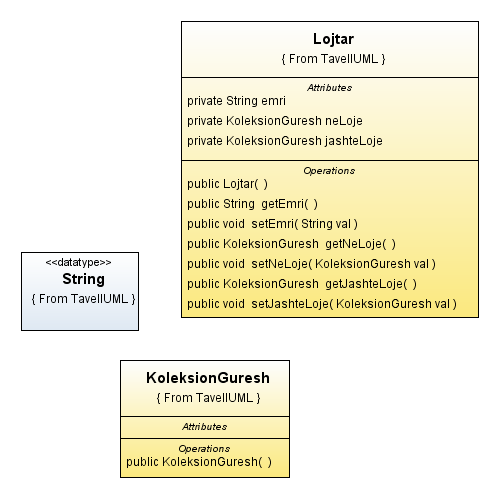 Lojtar
{ From TavellUML }
Attributes
private String emri
private KoleksionGuresh neLoje
private KoleksionGuresh jashteLoje
Operations
public Lojtar( )
public String getEmri( )
public void setEmri( String val )
public KoleksionGuresh getNeLoje( )
public void setNeLoje( KoleksionGuresh val )
public KoleksionGuresh getJashteLoje( )
public void setJashteLoje( KoleksionGuresh val )
<<datatype>>
String
{ From TavellUML }
KoleksionGuresh
{ From TavellUML }
Attributes
Operations
public KoleksionGuresh( )